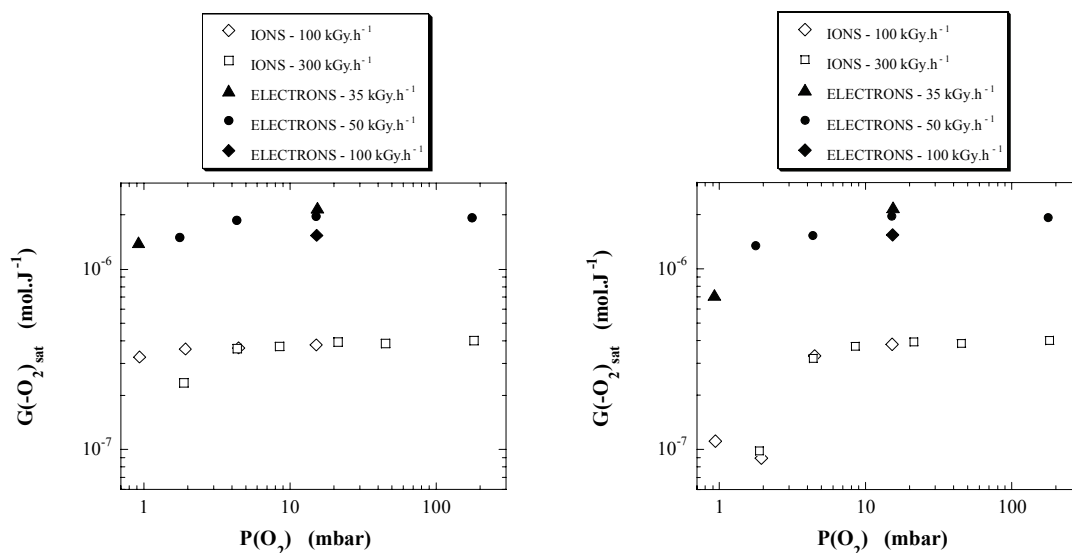 IONS - 100 kGy.h⁻¹
IONS - 300 kGy.h⁻¹
ELECTRONS - 35 kGy.h⁻¹
ELECTRONS - 50 kGy.h⁻¹
ELECTRONS - 100 kGy.h⁻¹
10⁻⁶
10⁻⁷
G(-O₂)sat (mol.J⁻¹)
1 10 100
P(O₂) (mbar)
IONS - 100 kGy.h⁻¹
IONS - 300 kGy.h⁻¹
ELECTRONS - 35 kGy.h⁻¹
ELECTRONS - 50 kGy.h⁻¹
ELECTRONS - 100 kGy.h⁻¹
10⁻⁶
10⁻⁷
G(-O₂)sat (mol.J⁻¹)
1 10 100
P(O₂) (mbar)